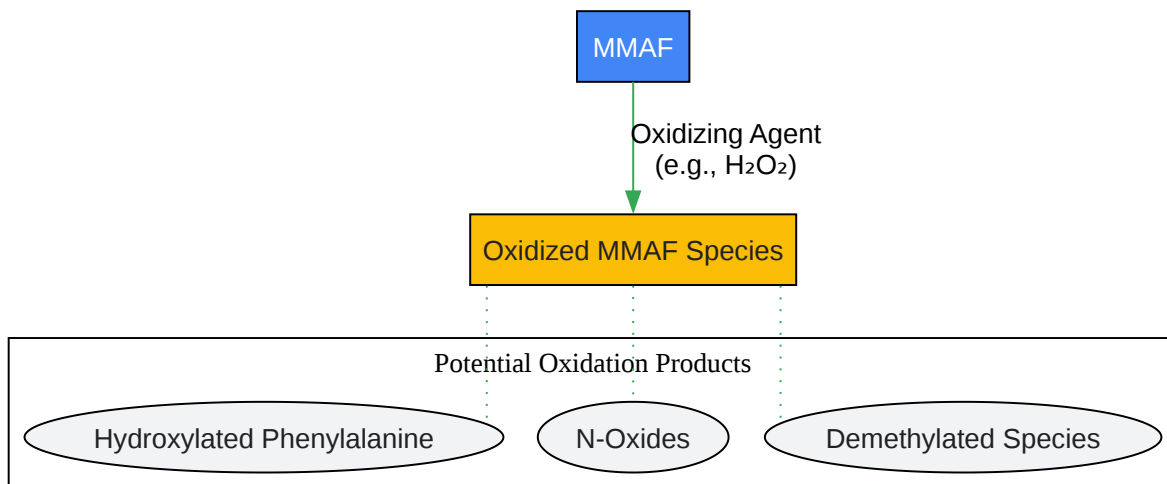 MMAF
Oxidizing Agent
(e.g., H₂O₂)
Oxidized MMAF Species
Potential Oxidation Products
Hydroxylated Phenylalanine
N-Oxides
Demethylated Species